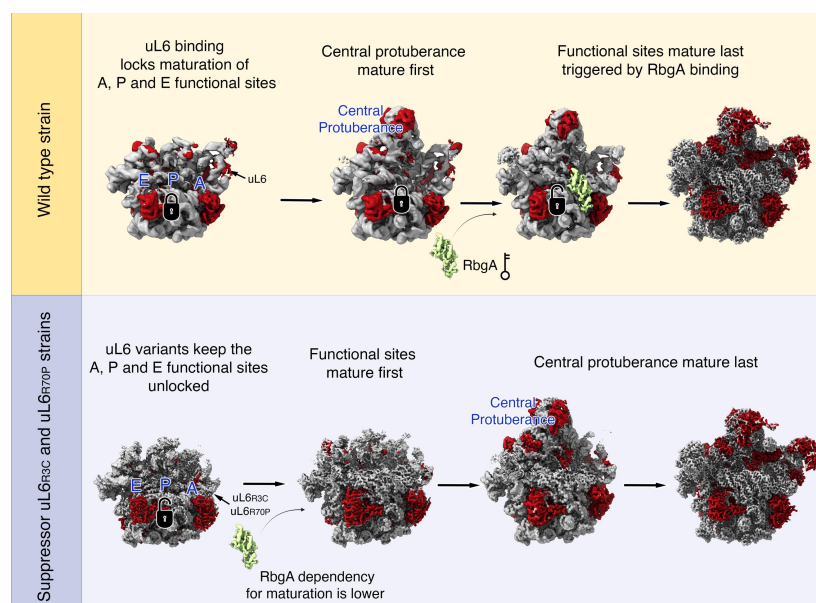 Wild type strain
uL6 binding
locks maturation of
A, P and E functional sites
Central protuberance
mature first
Functional sites mature last
triggered by RbgA binding
Central
Protuberance
E P A
uL6
RbgA
Suppressor uL6R3C and uL6R70P strains
uL6 variants keep the
A, P and E functional sites
unlocked
Functional sites
mature first
Central protuberance mature last
Central
Protuberance
E P A
uL6R3C
uL6R70P
RbgA dependency
for maturation is lower